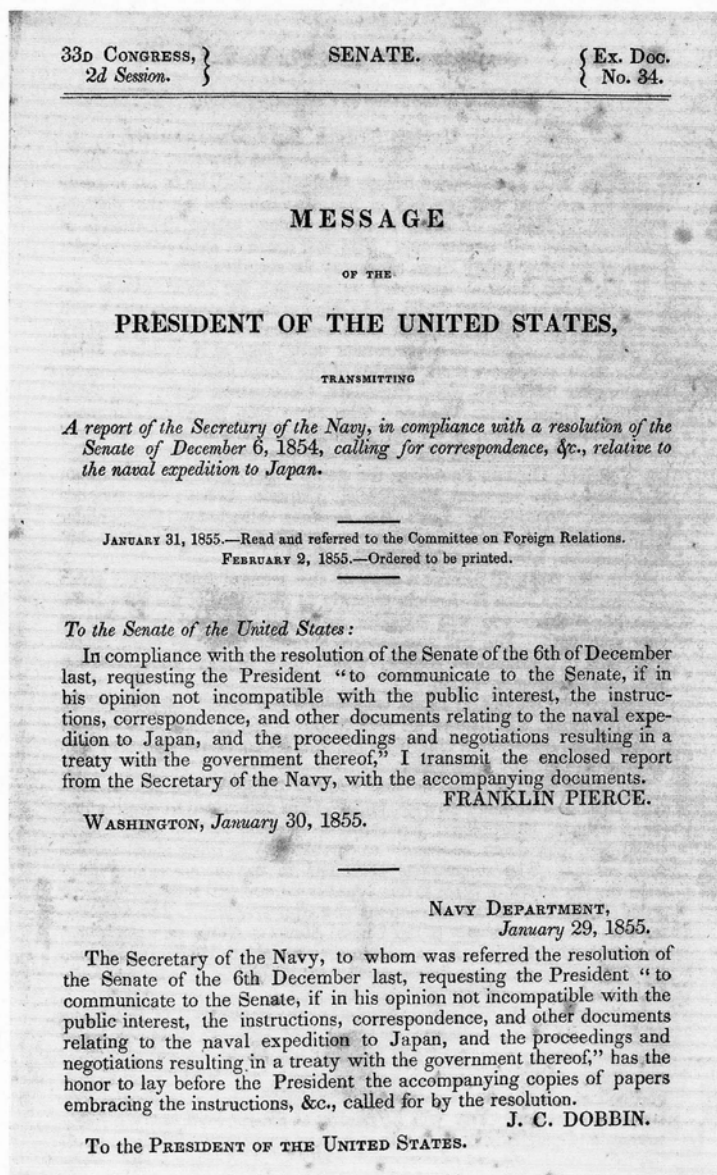 33D CONGRESS, } SENATE. { Ex. Doc.
2d Session. } { No. 34.
MESSAGE
OF THE
PRESIDENT OF THE UNITED STATES,
TRANSMITTING
A report of the Secretary of the Navy, in compliance with a resolution of the
Senate of December 6, 1854, calling for correspondence, &c., relative to
the naval expedition to Japan.
JANUARY 31, 1855.—Read and referred to the Committee on Foreign Relations.
FEBRUARY 2, 1855.—Ordered to be printed.
To the Senate of the United States:
In compliance with the resolution of the Senate of the 6th of December
last, requesting the President "to communicate to the Senate, if in
his opinion not incompatible with the public interest, the instruc-
tions, correspondence, and other documents relating to the naval expe-
dition to Japan, and the proceedings and negotiations resulting in a
treaty with the government thereof," I transmit the enclosed report
from the Secretary of the Navy, with the accompanying documents.
FRANKLIN PIERCE.
WASHINGTON, January 30, 1855.
NAVY DEPARTMENT,
January 29, 1855.
The Secretary of the Navy, to whom was referred the resolution of
the Senate of the 6th December last, requesting the President "to
communicate to the Senate, if in his opinion not incompatible with the
public interest, the instructions, correspondence, and other documents
relating to the naval expedition to Japan, and the proceedings and
negotiations resulting in a treaty with the government thereof," has the
honor to lay before the President the accompanying copies of papers
embracing the instructions, &c., called for by the resolution.
J. C. DOBBIN.
To the PRESIDENT OF THE UNITED STATES.